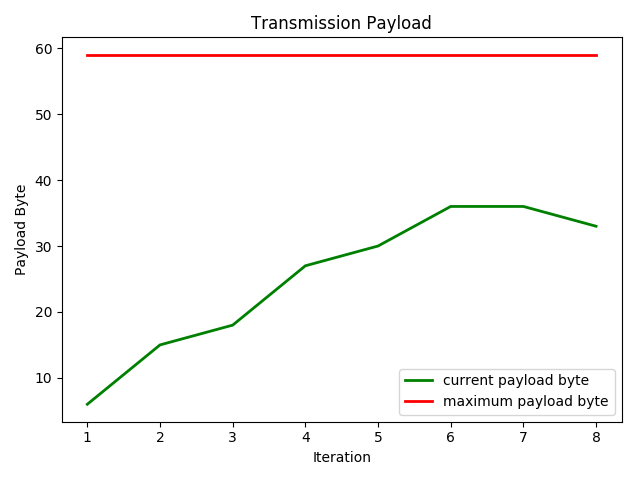 Transmission Payload
Payload Byte
60
50
40
30
20
10
current payload byte
maximum payload byte
1 2 3 4 5 6 7 8
Iteration